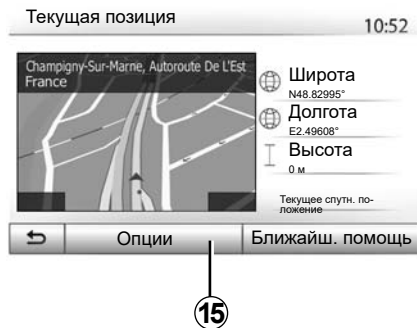 Текущая позиция
10:52
Champigny-Sur-Marne, Autoroute De L'Est
France
Широта
N48.82995°
Долгота
E2.49608°
Высота
0 м
Текущее спутн. по-
ложение
Опции
Ближайш. помощь
15